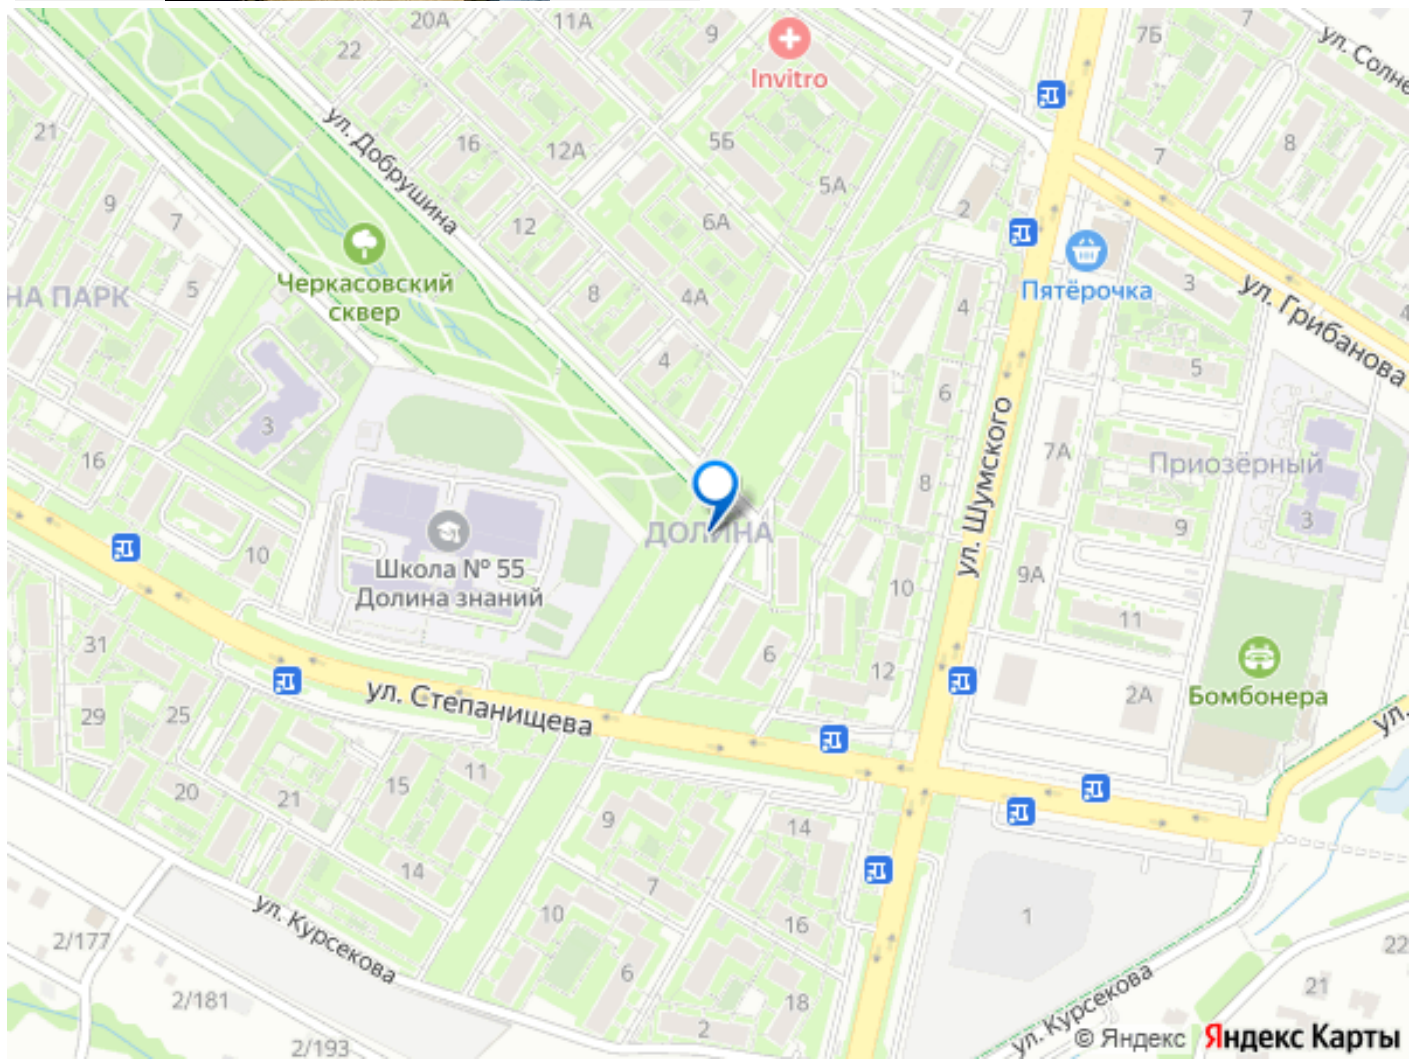 20А
11А
9
7
7Б
ул. Солне
22
Invitro
21
ул. Добрушина
16
12А
5Б
8
7
5А
9
7
12
6А
2
Черкасовский
сквер
НА ПАРК
5
8
4А
4
Пятёрочка
3
ул. Грибанова
4
4
6
5
3
16
8
7А
ул. Шумского
Приозёрный
ДОЛИНА
9
3
10
Школа № 55
Долина знаний
10
9А
11
31
6
12
Бомбонера
2А
29
25
ул. Степанищева
ул.
20
21
15
11
9
14
14
7
ул. Курсекова
10
16
1
2/177
6
22
2/181
18
ул. Курсекова
21
2/193
2
© Яндекс Яндекс Карты